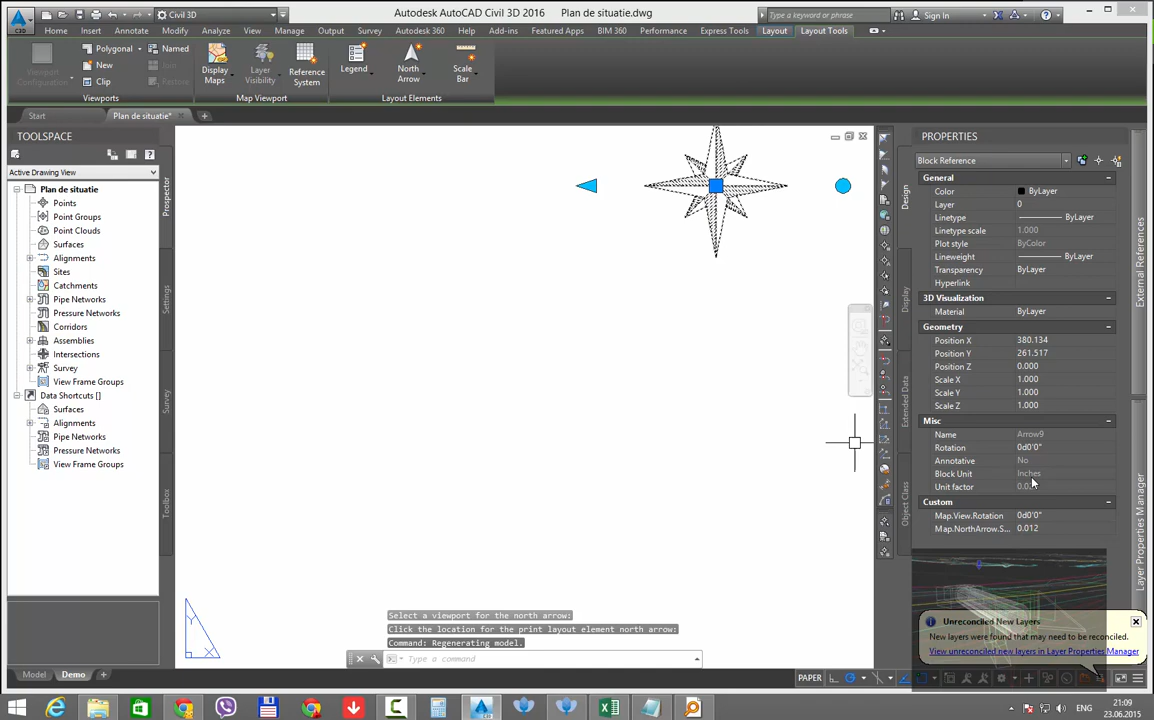 Civil 3D
Autodesk AutoCAD Civil 3D 2016 Plan de situatie.dwg
Type a keyword or phrase
Sign In
Home Insert Annotate Modify Analyze View Manage Output Survey Autodesk 360 Help Add-ins Featured Apps BIM 360 Performance Express Tools Layout Layout Tools
Viewport Configuration
Polygonal
New
Clip
Named
Join
Restore
Display Maps
Layer Visibility
Reference System
Legend
North Arrow
Scale Bar
Viewports
Map Viewport
Layout Elements
Start
Plan de situatie*
TOOLSPACE
Active Drawing View
Plan de situatie
Points
Point Groups
Point Clouds
Surfaces
Alignments
Sites
Catchments
Pipe Networks
Pressure Networks
Corridors
Assemblies
Intersections
Survey
View Frame Groups
Data Shortcuts []
Surfaces
Alignments
Pipe Networks
Pressure Networks
View Frame Groups
Prospector
Settings
Survey
Toolbox
Y
X
Select a viewport for the north arrow:
Click the location for the print layout element north arrow:
Command: Regenerating model.
Type a command
PROPERTIES
Block Reference
General
Color ByLayer
Layer 0
Linetype ByLayer
Linetype scale 1.000
Plot style ByColor
Lineweight ByLayer
Transparency ByLayer
Hyperlink
3D Visualization
Material ByLayer
Geometry
Position X 380.134
Position Y 261.517
Position Z 0.000
Scale X 1.000
Scale Y 1.000
Scale Z 1.000
Misc
Name Arrow9
Rotation 0d0'0"
Annotative No
Block Unit Inches
Unit factor
Custom
Map.View.Rotation 0d0'0"
Map.NorthArrow.S... 0.012
Design
Display
Extended Data
Object Class
External References
Layer Properties Manager
Unreconciled New Layers
New layers were found that may need to be reconciled.
View unreconciled new layers in Layer Properties Manager
Model
Demo
PAPER
ENG
21:09
23.06.2015